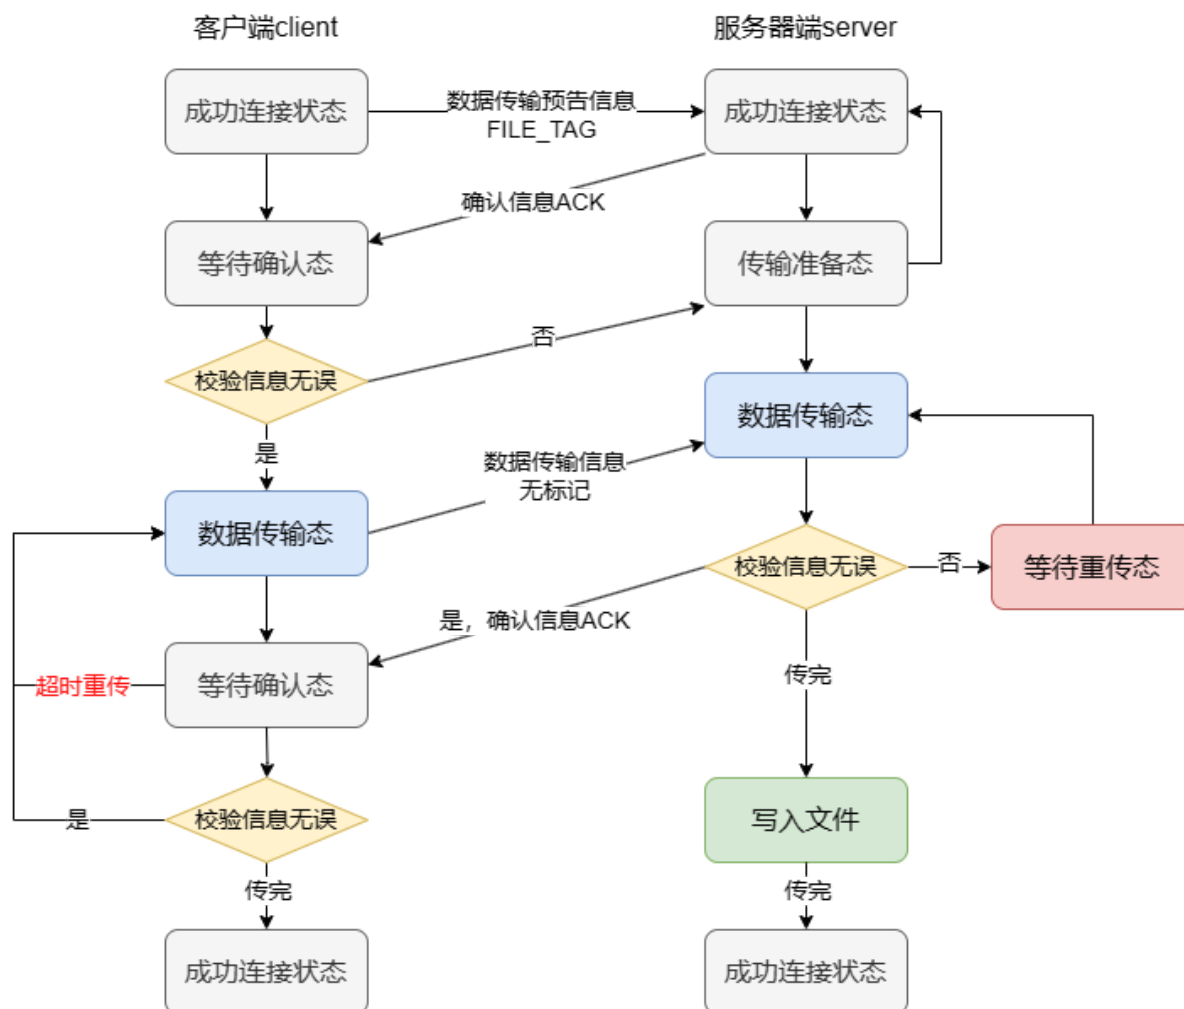 客户端client
服务器端server
成功连接状态
数据传输预告信息
FILE_TAG
成功连接状态
确认信息ACK
等待确认态
传输准备态
否
校验信息无误
数据传输态
是
数据传输信息
无标记
数据传输态
校验信息无误
否
等待重传态
是，确认信息ACK
超时重传
等待确认态
传完
是
校验信息无误
写入文件
传完
传完
成功连接状态
成功连接状态